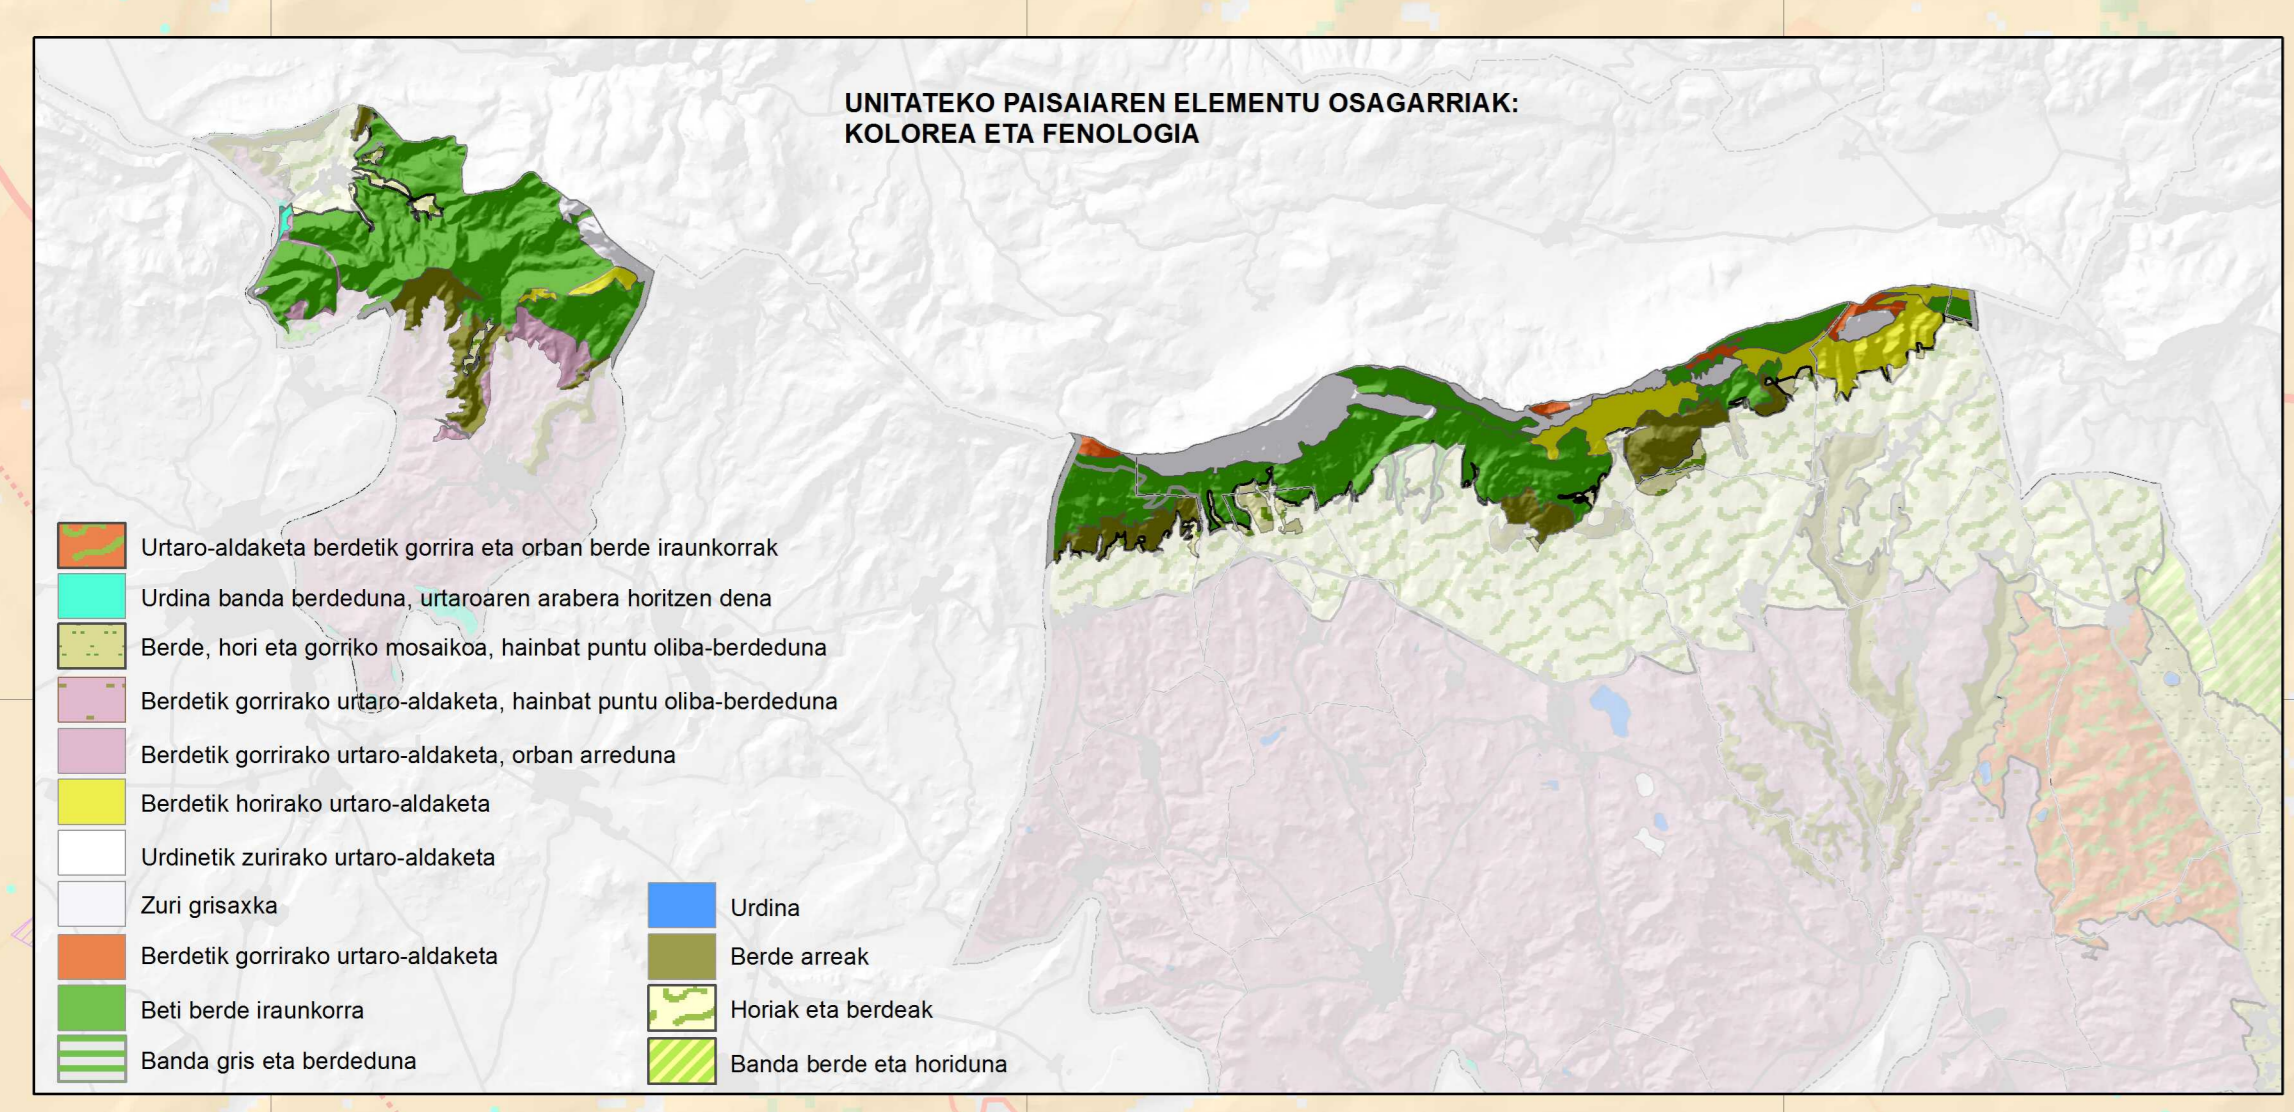 UNITATEKO PAISAIAREN ELEMENTU OSAGARRIAK:
KOLOREA ETA FENOLOGIA
Urtaro-aldaketa berdetik gorrira eta orban berde iraunkorrak
Urdina banda berdeduna, urtaroaren arabera horitzen dena
Berde, hori eta gorriko mosaikoa, hainbat puntu oliba-berdeduna
Berdetik gorrirako urtaro-aldaketa, hainbat puntu oliba-berdeduna
Berdetik gorrirako urtaro-aldaketa, orban arreduna
Berdetik horirako urtaro-aldaketa
Urdinetik zurirako urtaro-aldaketa
Zuri grisaxka
Berdetik gorrirako urtaro-aldaketa
Beti berde iraunkorra
Banda gris eta berdeduna
Urdina
Berde arreak
Horiak eta berdeak
Banda berde eta horiduna